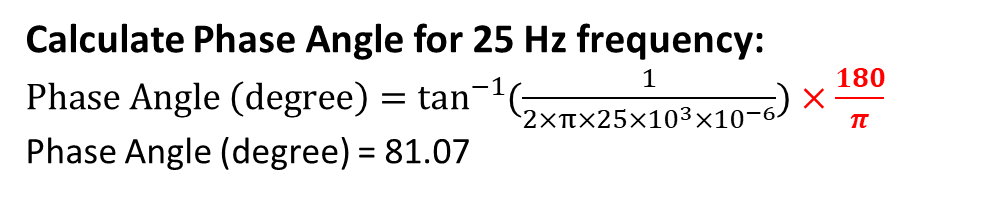 Calculate Phase Angle for 25 Hz frequency:
Phase Angle (degree) = tan⁻¹(1/(2×π×25×10³×10⁻⁶)) × 180/π
Phase Angle (degree) = 81.07